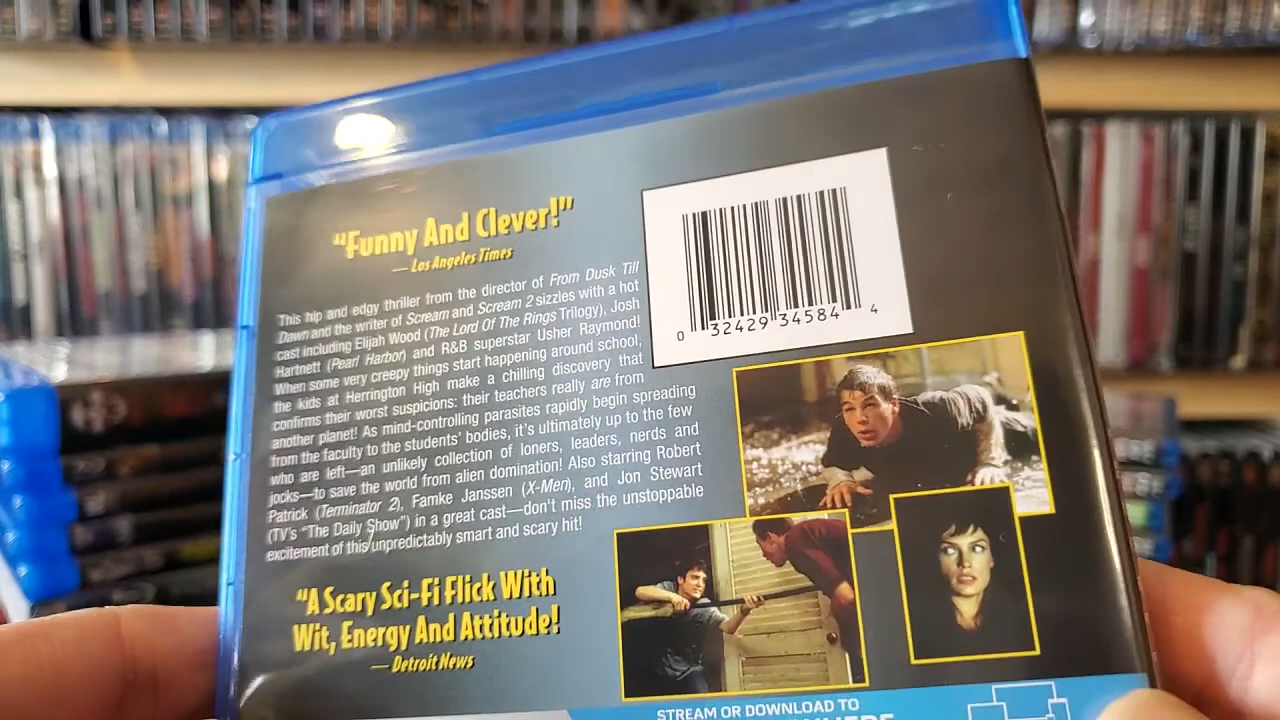 “Funny And Clever!”
— Los Angeles Times
This hip and edgy thriller from the director of From Dusk Till
Dawn and the writer of Scream and Scream 2 sizzles with a hot
cast including Elijah Wood (The Lord Of The Rings Trilogy), Josh
Hartnett (Pearl Harbor) and R&B superstar Usher Raymond!
When some very creepy things start happening around school,
the kids at Herrington High make a chilling discovery that
confirms their worst suspicions: their teachers really are from
another planet! As mind-controlling parasites rapidly begin spreading
from the faculty to the students’ bodies, it’s ultimately up to the few
who are left—an unlikely collection of loners, leaders, nerds and
jocks—to save the world from alien domination! Also starring Robert
Patrick (Terminator 2), Famke Janssen (X-Men), and Jon Stewart
(TV’s “The Daily Show”) in a great cast—don't miss the unstoppable
excitement of this unpredictably smart and scary hit!
“A Scary Sci-Fi Flick With
Wit, Energy And Attitude!
— Detroit News
0 32429 34584 4
STREAM OR DOWNLOAD TO